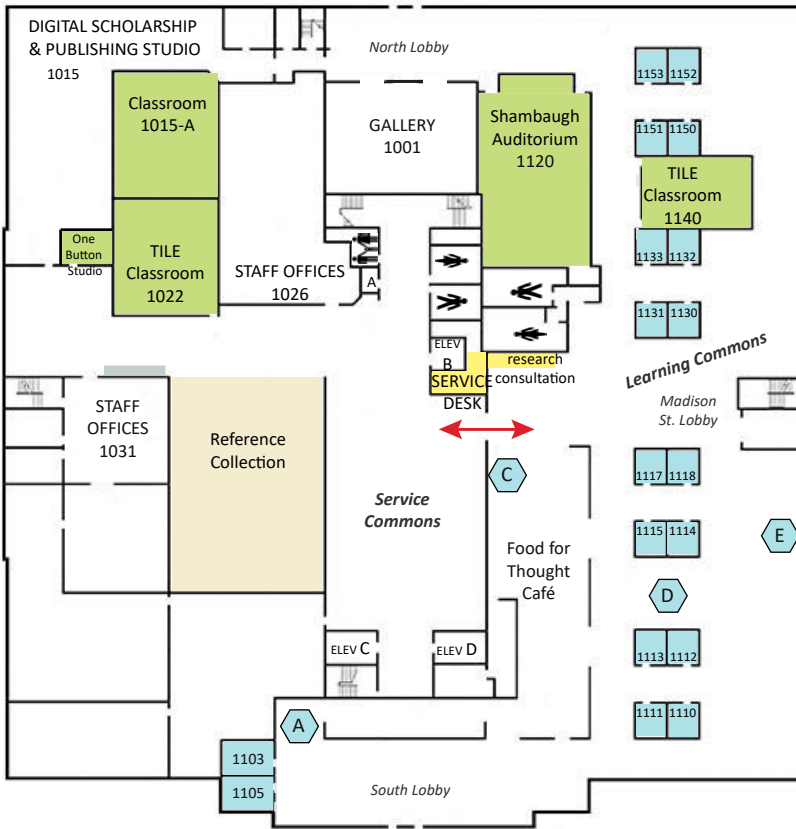 DIGITAL SCHOLARSHIP
& PUBLISHING STUDIO
1015
North Lobby
1153 1152
Classroom
1015-A
GALLERY
1001
Shambaugh
Auditorium
1120
1151 1150
TILE
Classroom
1140
One
Button
Studio
TILE
Classroom
1022
STAFF OFFICES
1026
A
1133 1132
1131 1130
ELEV
B
SERVICE
DESK
research
consultation
Learning Commons
Madison
St. Lobby
STAFF
OFFICES
1031
Reference
Collection
C
1117 1118
Service
Commons
1115 1114
E
Food for
Thought
Café
D
ELEV C
ELEV D
1113 1112
1111 1110
A
1103
1105
South Lobby